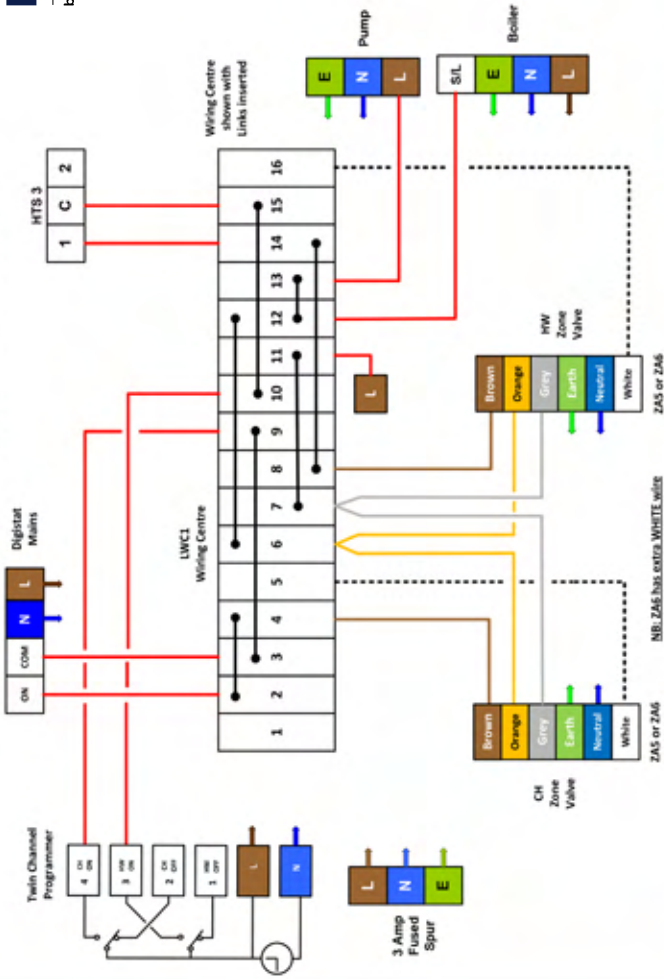 HTS 3
1
C
2
Wiring Centre
shown with
Links inserted
Digistat
Mains
ON
COM
N
L
Twin Channel
Programmer
4 CH ON
3 HW ON
2 CH OFF
1 HW OFF
L
N
LWC1
Wiring Centre
1
2
3
4
5
6
7
8
9
10
11
12
13
14
15
16
Pump
E
N
L
Boiler
S/L
E
N
L
L
3 Amp
Fused
Spur
L
N
E
CH
Zone
Valve
Brown
Orange
Grey
Earth
Neutral
White
ZA5 or ZA6
HW
Zone
Valve
Brown
Orange
Grey
Earth
Neutral
White
ZA5 or ZA6
NB: ZA6 has extra WHITE wire